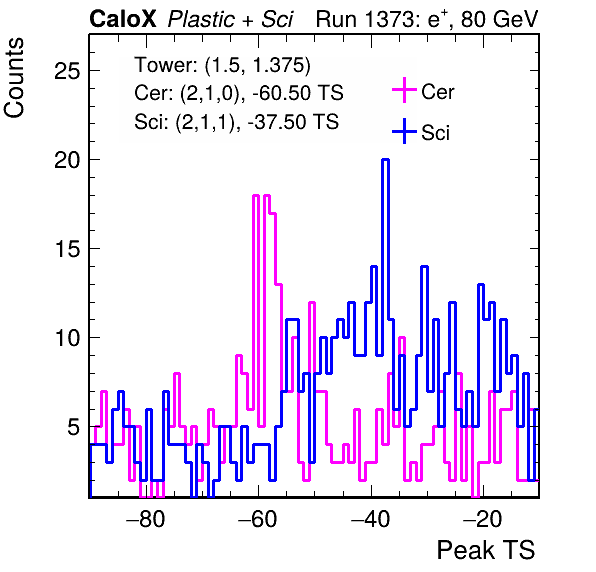 CaloX Plastic + Sci Run 1373: e⁺, 80 GeV
Counts
Tower: (1.5, 1.375)
Cer: (2,1,0), -60.50 TS
Sci: (2,1,1), -37.50 TS
Cer
Sci
25
20
15
10
5
−80 −60 −40 −20
Peak TS